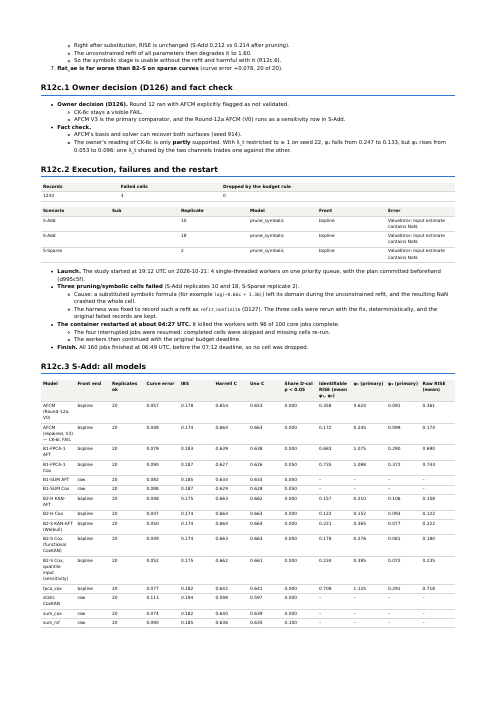 Right after substitution, RISE is unchanged (S-Add 0.212 vs 0.214 after pruning).
The unconstrained refit of all parameters then degrades it to 1.60.
So the symbolic stage is usable without the refit and harmful with it (R12c.6).
7. flat_ae is far worse than B2-S on sparse curves (curve error +0.078, 20 of 20).
R12c.1 Owner decision (D126) and fact check
Owner decision (D126). Round 12 ran with AFCM explicitly flagged as not validated.
CK-6c stays a visible FAIL.
AFCM V3 is the primary comparator, and the Round-12a AFCM (V0) runs as a sensitivity row in S-Add.
Fact check.
AFCM's basis and solver can recover both surfaces (seed 914).
The owner's reading of CK-6c is only partly supported. With λ_t restricted to ≤ 1 on seed 22, φ₂ falls from 0.247 to 0.133, but φ₁ rises from
0.053 to 0.096: one λ_t shared by the two channels trades one against the other.
R12c.2 Execution, failures and the restart
Records Failed cells Dropped by the budget rule
1243 3 0
Scenario Sub Replicate Model Front Error
S-Add 10 prune_symbolic bspline ValueError: Input estimate
contains NaN.
S-Add 18 prune_symbolic bspline ValueError: Input estimate
contains NaN.
S-Sparse 2 prune_symbolic bspline ValueError: Input estimate
contains NaN.
Launch. The study started at 19:12 UTC on 2026-10-21: 4 single-threaded workers on one priority queue, with the plan committed beforehand
(d995c5f).
Three pruning/symbolic cells failed (S-Add replicates 10 and 18, S-Sparse replicate 2).
Cause: a substituted symbolic formula (for example log(-0.66x + 1.36)) left its domain during the unconstrained refit, and the resulting NaN
crashed the whole cell.
The harness was fixed to record such a refit as refit_nonfinite (D127). The three cells were rerun with the fix, deterministically, and the
original failed records are kept.
The container restarted at about 04:27 UTC. It killed the workers with 96 of 100 core jobs complete.
The four interrupted jobs were resumed: completed cells were skipped and missing cells re-run.
The workers then continued with the original budget deadline.
Finish. All 160 jobs finished at 06:49 UTC, before the 07:12 deadline, so no cell was dropped.
R12c.3 S-Add: all models
Model Front end Replicates ok Curve error IBS Harrell C Uno C Share D-cal p < 0.05 Identifiable RISE (mean φ₁, φ₂) φ₁ (primary) φ₂ (primary) Raw RISE (mean)
AFCM (Round-12a, V0) bspline 20 0.057 0.178 0.654 0.653 0.000 0.358 0.624 0.091 0.361
AFCM (repaired, V3) — CK-6c FAIL bspline 20 0.048 0.174 0.664 0.663 0.000 0.172 0.245 0.099 0.174
B1-FPCA-1 AFT bspline 20 0.079 0.183 0.639 0.638 0.000 0.683 1.075 0.290 0.690
B1-FPCA-1 Cox bspline 20 0.090 0.187 0.627 0.626 0.050 0.735 1.098 0.372 0.743
B1-SUM AFT raw 20 0.082 0.185 0.634 0.633 0.050 – – – –
B1-SUM Cox raw 20 0.088 0.187 0.629 0.628 0.050 – – – –
B2-H KAN-AFT bspline 20 0.048 0.175 0.663 0.662 0.000 0.157 0.210 0.106 0.158
B2-H Cox bspline 20 0.047 0.174 0.664 0.663 0.000 0.122 0.152 0.093 0.122
B2-S KAN-AFT (Weibull) bspline 20 0.050 0.174 0.664 0.664 0.000 0.221 0.365 0.077 0.222
B2-S Cox (functional CoxKAN) bspline 20 0.049 0.174 0.663 0.663 0.050 0.178 0.276 0.081 0.180
B2-S Cox, quantile input (sensitivity) bspline 20 0.052 0.175 0.662 0.661 0.000 0.234 0.395 0.072 0.235
fpca_cox bspline 20 0.077 0.182 0.642 0.641 0.000 0.708 1.125 0.291 0.718
static CoxKAN raw 20 0.113 0.194 0.598 0.597 0.000 – – – –
sum_cox raw 20 0.074 0.182 0.640 0.639 0.000 – – – –
sum_rsf raw 20 0.090 0.185 0.636 0.635 0.100 – – – –